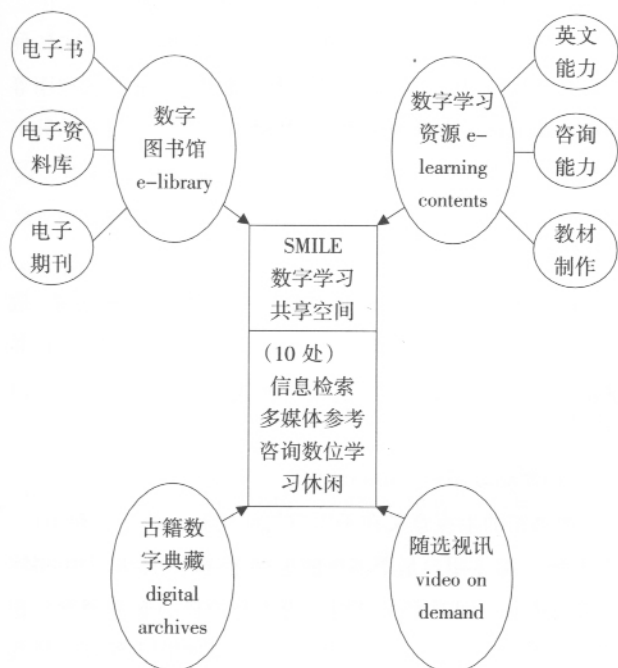 电子书
电子资
料库
电子
期刊
数字
图书馆
e-library
数字学习
资源 e-
learning
contents
英文
能力
咨询
能力
教材
制作
SMILE
数字学习
共享空间
（10 处）
信息检索
多媒体参考
咨询数位学
习休闲
古籍数
字典藏
digital
archives
随选视讯
video on
demand